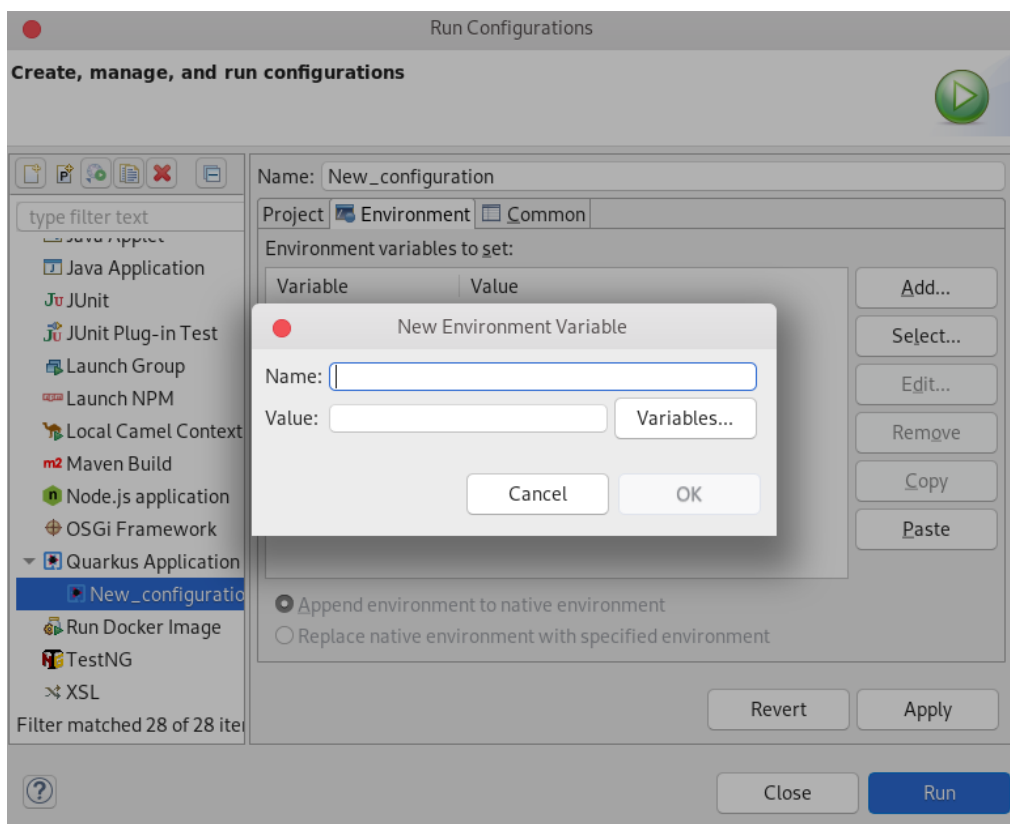 Run Configurations
Create, manage, and run configurations
Name: New_configuration
type filter text
Java Applet
Java Application
JUnit
JUnit Plug-in Test
Launch Group
Launch NPM
Local Camel Context
Maven Build
Node.js application
OSGi Framework
Quarkus Application
New_configuratio
Run Docker Image
TestNG
XSL
Filter matched 28 of 28 iter
Project Environment Common
Environment variables to set:
Variable Value
Add...
Select...
Edit...
Remove
Copy
Paste
New Environment Variable
Name:
Value: Variables...
Cancel OK
Append environment to native environment
Replace native environment with specified environment
Revert Apply
Close Run